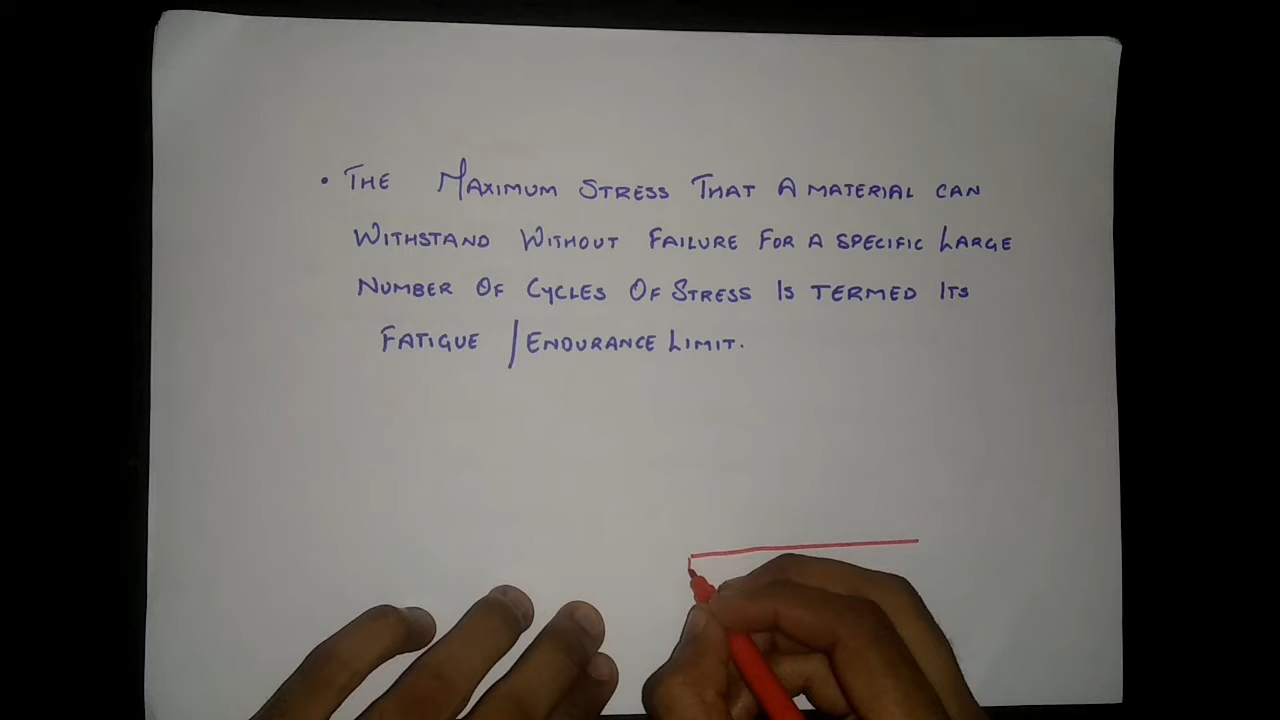 • THE MAXIMUM STRESS THAT A MATERIAL CAN
WITHSTAND WITHOUT FAILURE FOR A SPECIFIC LARGE
NUMBER OF CYCLES OF STRESS IS TERMED ITS
FATIGUE / ENDURANCE LIMIT.